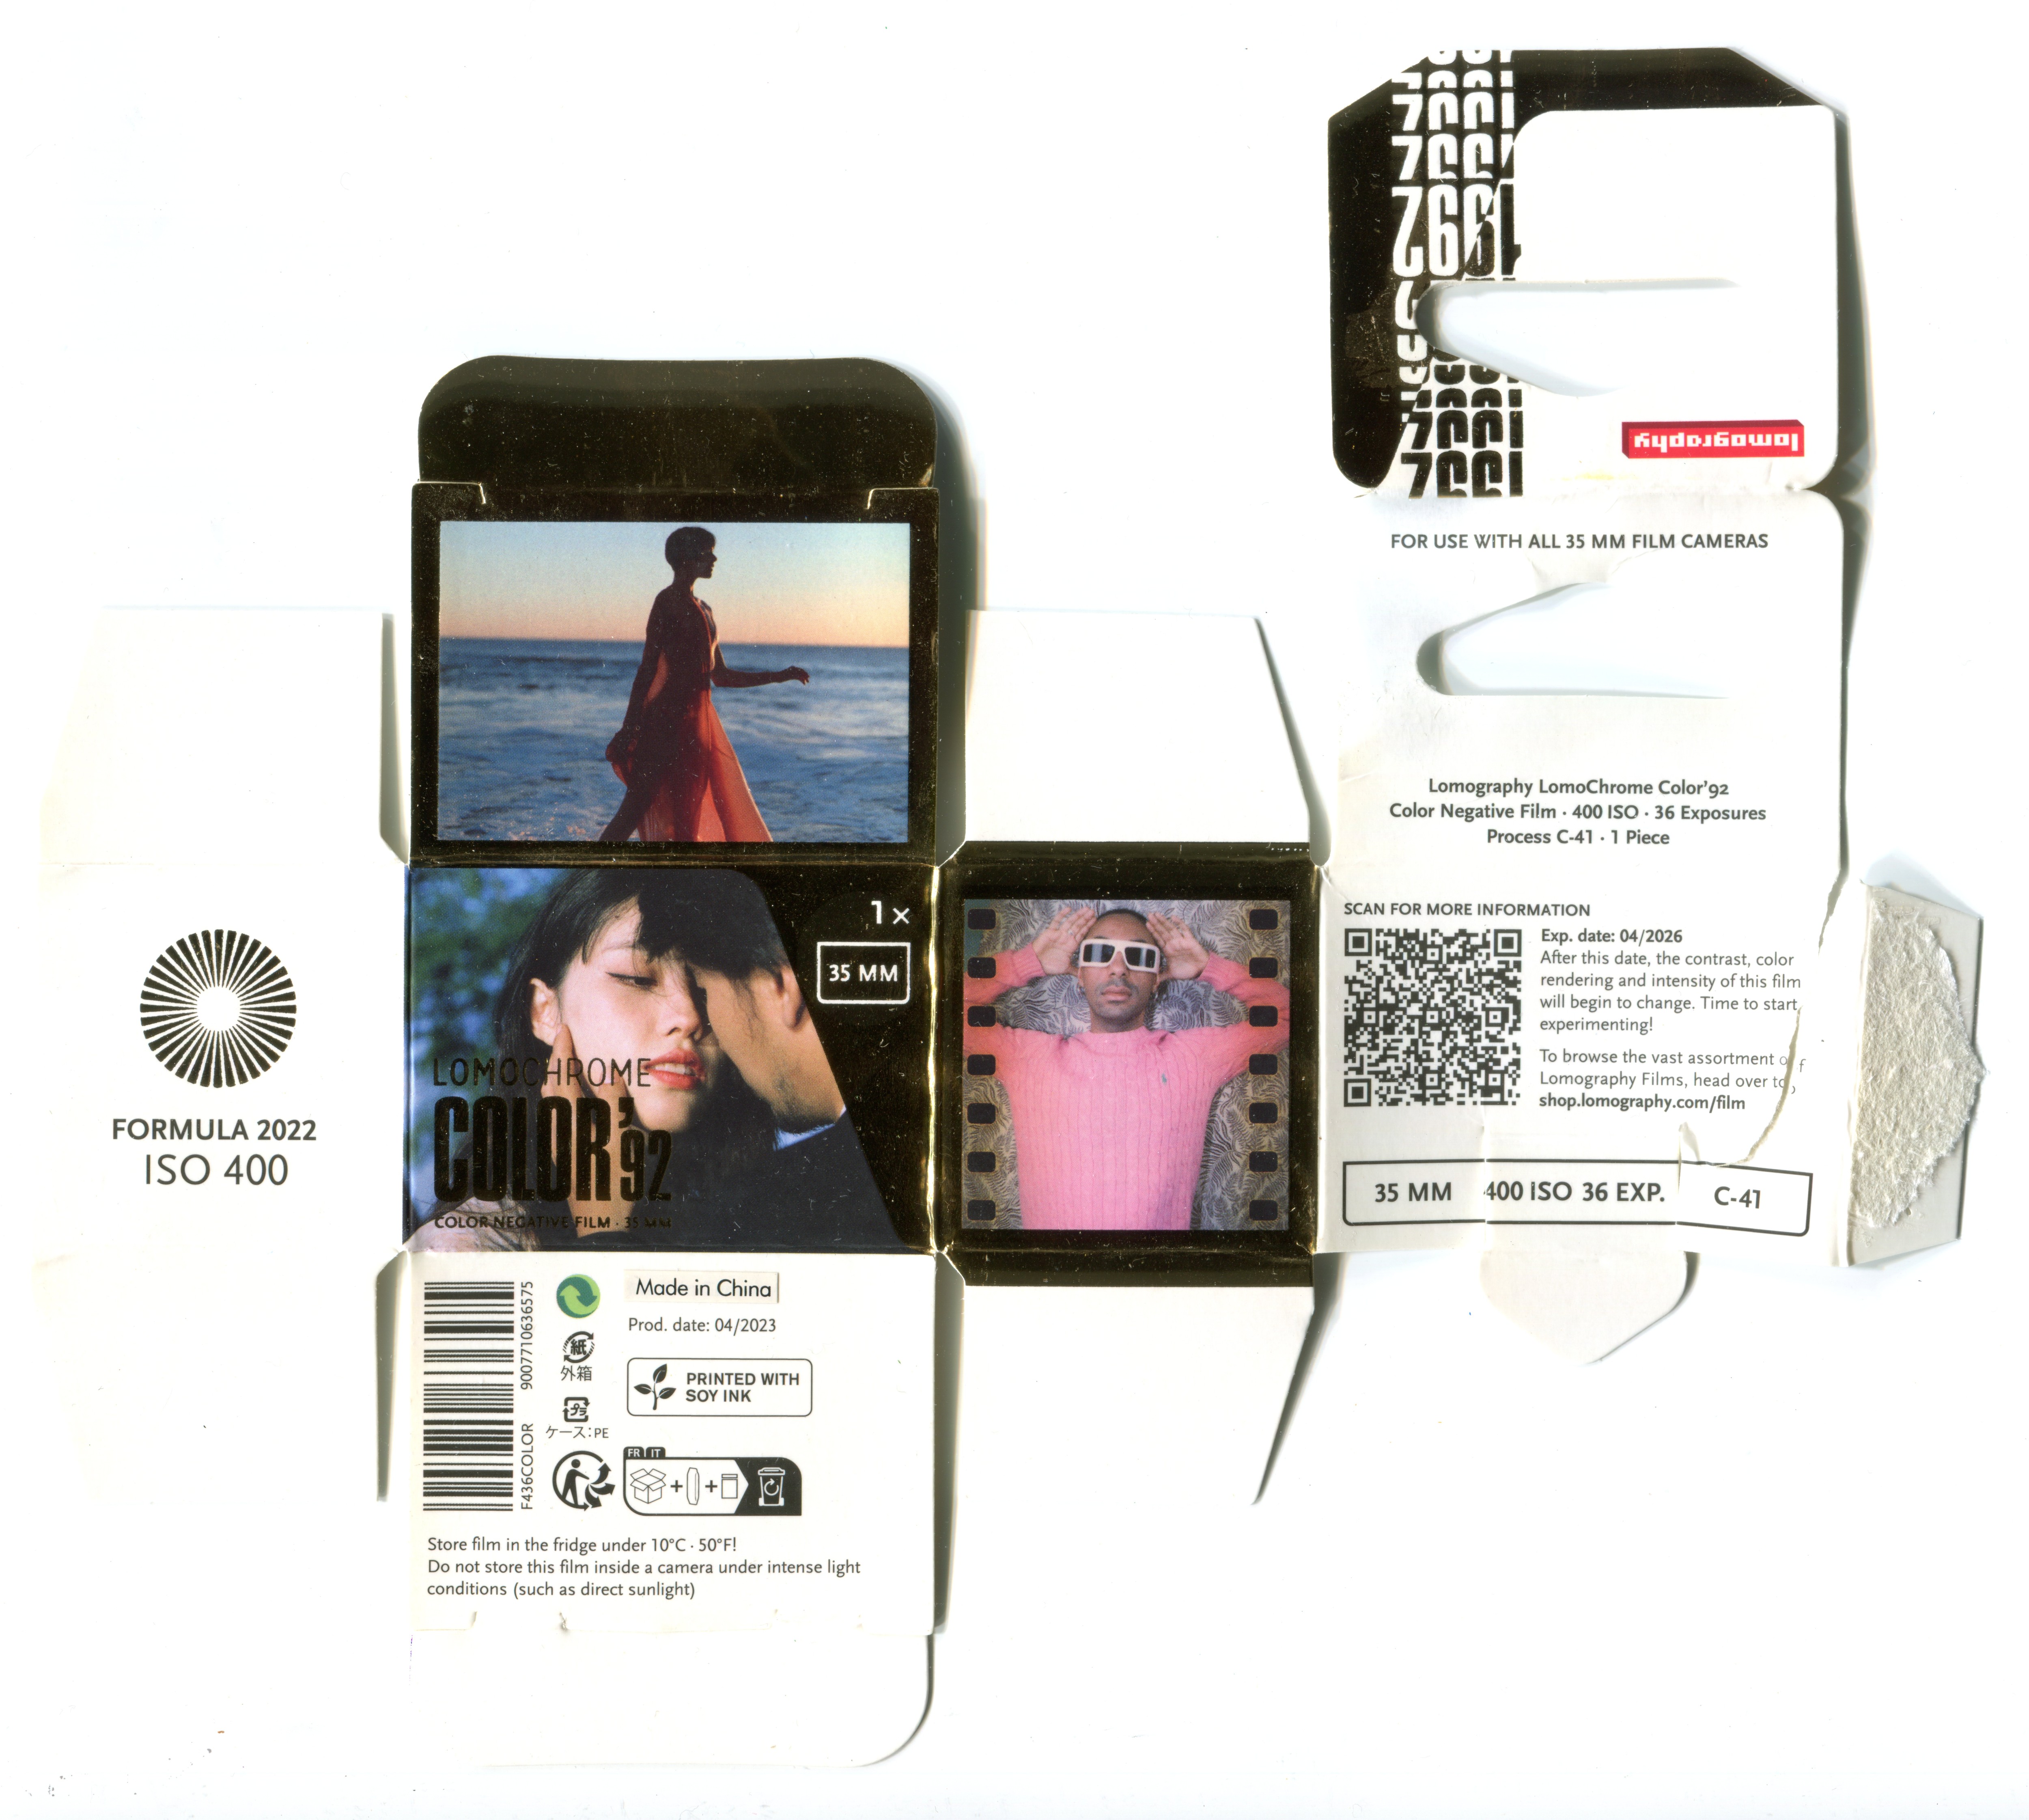 1992
lomography
FOR USE WITH ALL 35 MM FILM CAMERAS
Lomography LomoChrome Color'92
Color Negative Film · 400 ISO · 36 Exposures
Process C-41 · 1 Piece
SCAN FOR MORE INFORMATION
Exp. date: 04/2026
After this date, the contrast, color
rendering and intensity of this film
will begin to change. Time to start
experimenting!
To browse the vast assortment of
Lomography Films, head over to
shop.lomography.com/film
35 MM 400 ISO 36 EXP. C-41
1 x
35 MM
LOMOCHROME
COLOR'92
COLOR NEGATIVE FILM · 35 MM
FORMULA 2022
ISO 400
9007710636575
F436COLOR
紙
外箱
プラ
ケース:PE
Made in China
Prod. date: 04/2023
PRINTED WITH
SOY INK
FR IT
Store film in the fridge under 10°C · 50°F!
Do not store this film inside a camera under intense light
conditions (such as direct sunlight)